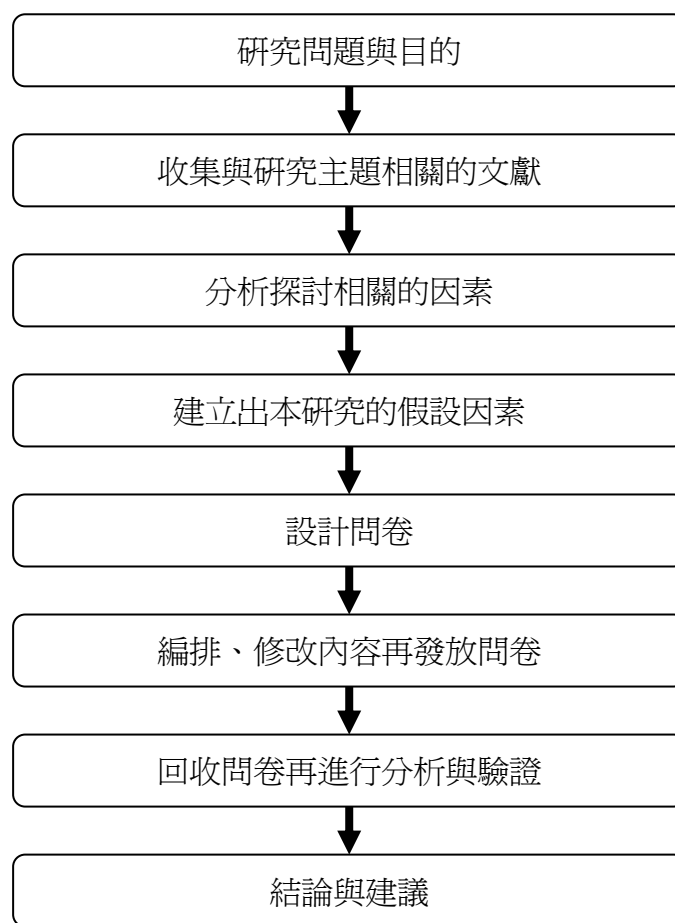 研究問題與目的
收集與研究主題相關的文獻
分析探討相關的因素
建立出本研究的假設因素
設計問卷
編排、修改內容再發放問卷
回收問卷再進行分析與驗證
結論與建議